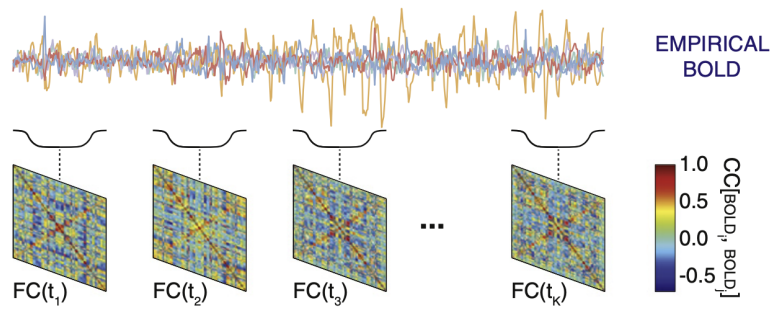 EMPIRICAL
BOLD
1.0
0.5
0.0
-0.5
CC[BOLDᵢ, BOLDⱼ]
FC(t₁)
FC(t₂)
FC(t₃)
...
FC(t_K)